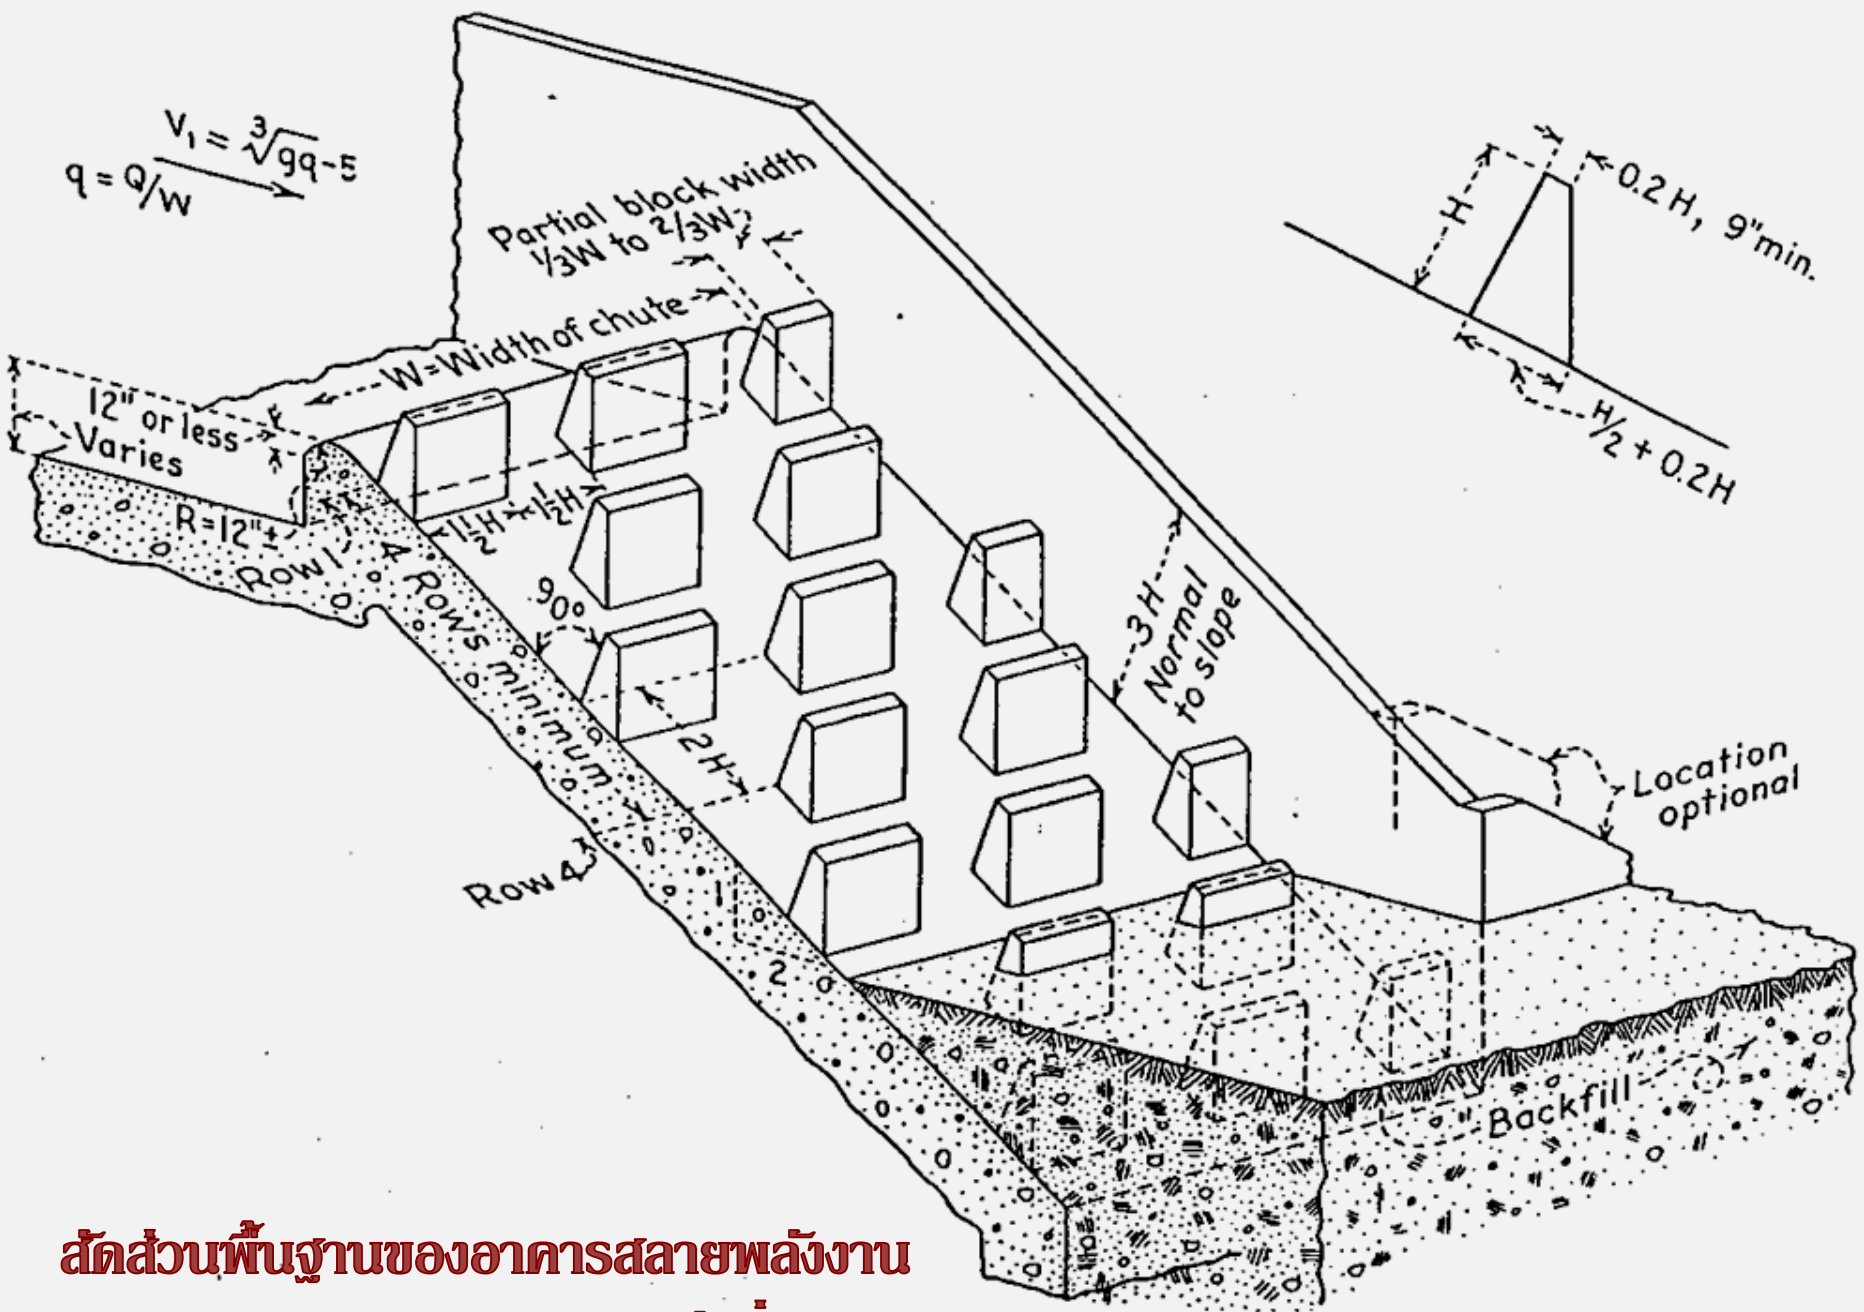 V₁ = ∛gq-5
q = Q/W
Partial block width
1/3W to 2/3W
W=Width of chute
12" or less
Varies
R=12"±
Row 1
1½H
1½H
90°
4 Rows minimum
2H
Row 4
1
2
3H
Normal
to slope
H
0.2H, 9"min.
H/2 + 0.2H
Location
optional
Backfill
สัดส่วนพื้นฐานของอาคารสลายพลังงาน